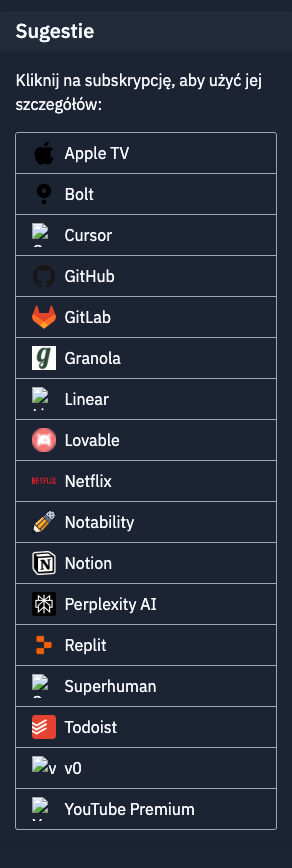 Sugestie
Kliknij na subskrypcję, aby użyć jej
szczegółów:
Apple TV
Bolt
Cursor
GitHub
GitLab
g Granola
Linear
Lovable
NETFLIX Netflix
Notability
N Notion
Perplexity AI
Replit
Superhuman
Todoist
v v0
YouTube Premium